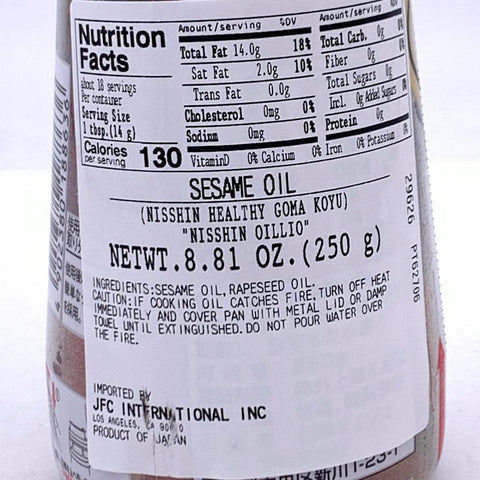 Nutrition Facts
about 18 servings
Per container
Serving Size
1 tbsp.(14 g)
Calories per serving 130
Amount/serving %DV
Total Fat 14.0g 18%
Sat Fat 2.0g 10%
Trans Fat 0.0g
Cholesterol 0mg 0%
Sodium 0mg 0%
Amount/serving
Total Carb. 0g
Fiber 0g
Total Sugars 0g
Incl. 0g Added Sugars
Protein 0g
VitaminD 0% Calcium 0% Iron 0% Potassium
SESAME OIL
(NISSHIN HEALTHY GOMA KOYU)
"NISSHIN OILLIO"
NETWT.8.81 OZ.(250 g)
INGREDIENTS:SESAME OIL,RAPESEED OIL.
CAUTION:IF COOKING OIL CATCHES FIRE,TURN OFF HEAT
IMMEDIATELY AND COVER PAN WITH METAL LID OR DAMP
TOWEL UNTIL EXTINGUISHED.DO NOT POUR WATER OVER
THE FIRE.
IMPORTED BY
JFC INTERNATIONAL INC
LOS ANGELES, CA
PRODUCT OF JAPAN
29626 PT62706